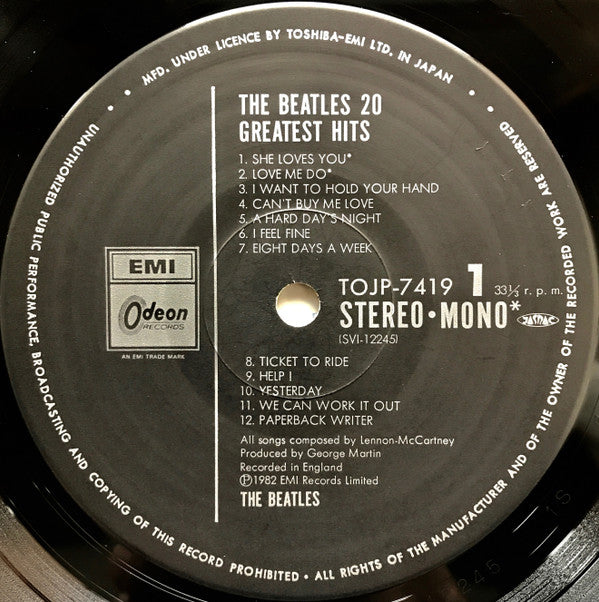 MFD. UNDER LICENCE BY TOSHIBA-EMI LTD. IN JAPAN
UNAUTHORIZED PUBLIC PERFORMANCE, BROADCASTING AND COPYING OF THIS RECORD PROHIBITED • ALL RIGHTS OF THE MANUFACTURER AND OF THE OWNER OF THE RECORDED WORK ARE RESERVED
THE BEATLES 20
GREATEST HITS
1. SHE LOVES YOU*
2. LOVE ME DO*
3. I WANT TO HOLD YOUR HAND
4. CAN'T BUY ME LOVE
5. A HARD DAY'S NIGHT
6. I FEEL FINE
7. EIGHT DAYS A WEEK
EMI
Odeon
RECORDS
AN EMI TRADE MARK
TOJP-7419 1 33⅓ r. p. m.
STEREO • MONO* JASRAC
(SVI-12245)
8. TICKET TO RIDE
9. HELP !
10. YESTERDAY
11. WE CAN WORK IT OUT
12. PAPERBACK WRITER
All songs composed by Lennon-McCartney
Produced by George Martin
Recorded in England
℗1982 EMI Records Limited
THE BEATLES